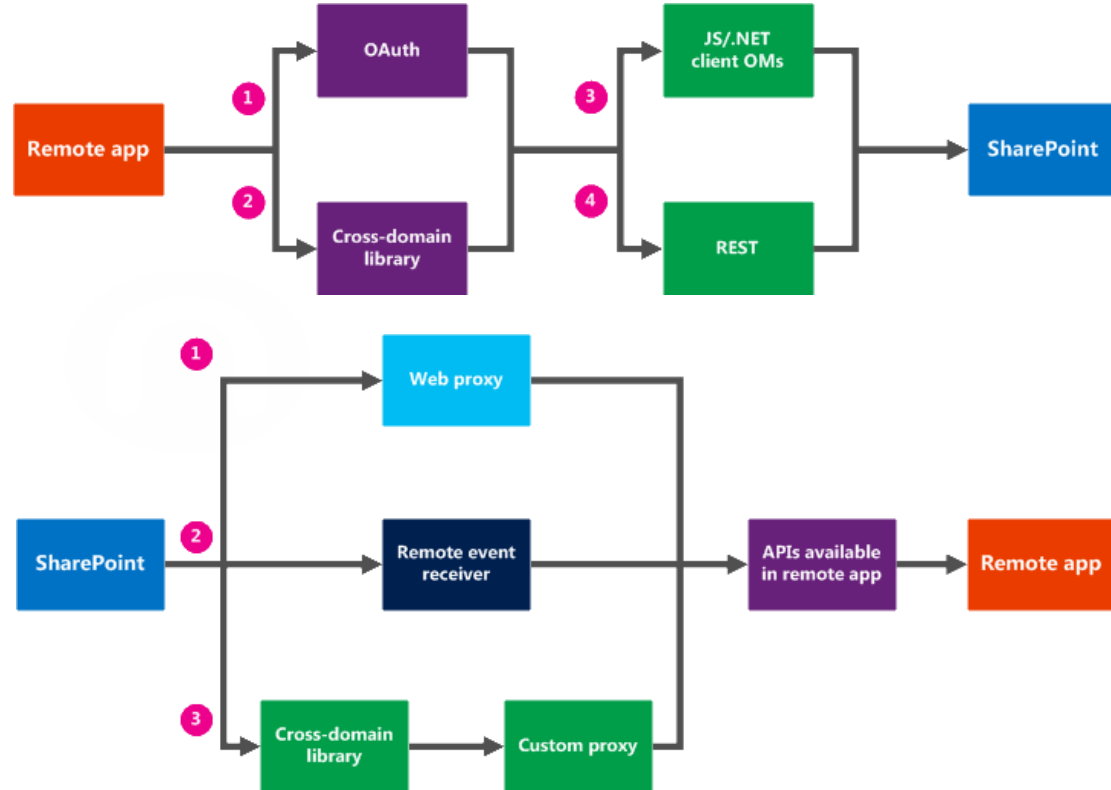 OAuth
JS/.NET
client OMs
1
3
Remote app
SharePoint
2
4
Cross-domain
library
REST
1
Web proxy
2
SharePoint
Remote event
receiver
APIs available
in remote app
Remote app
3
Cross-domain
library
Custom proxy